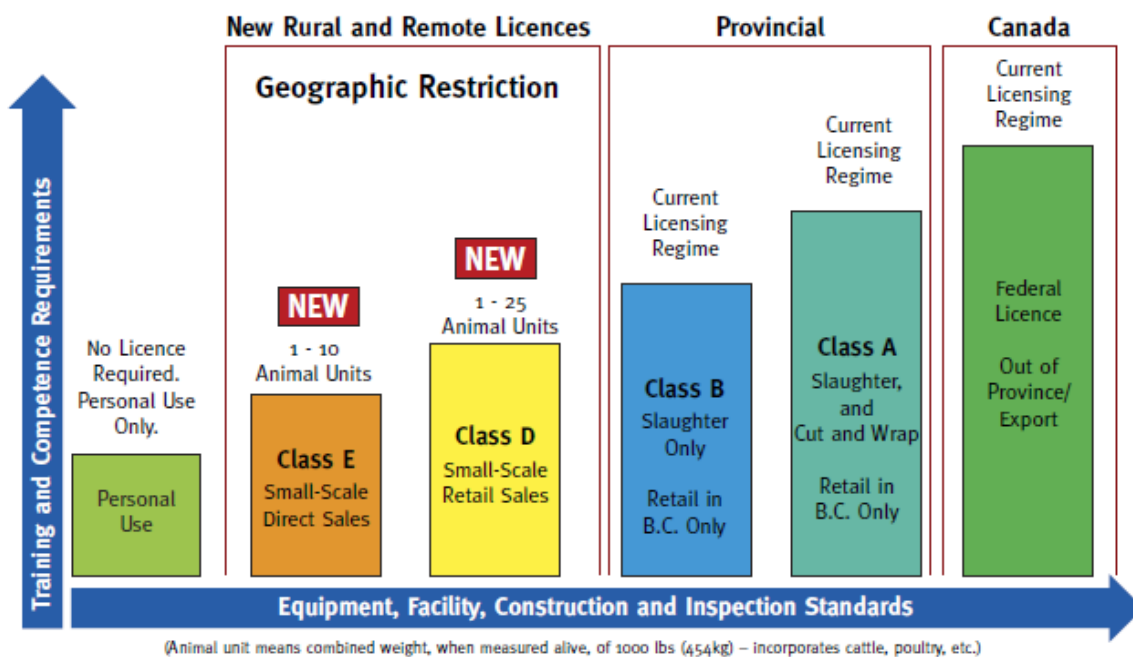 New Rural and Remote Licences
Provincial
Canada
Geographic Restriction
Training and Competence Requirements
No Licence
Required.
Personal Use
Only.
Personal
Use
NEW
1 - 10
Animal Units
Class E
Small-Scale
Direct Sales
NEW
1 - 25
Animal Units
Class D
Small-Scale
Retail Sales
Current
Licensing
Regime
Class B
Slaughter
Only
Retail in
B.C. Only
Current
Licensing
Regime
Class A
Slaughter,
and
Cut and Wrap
Retail in
B.C. Only
Current
Licensing
Regime
Federal
Licence
Out of
Province/
Export
Equipment, Facility, Construction and Inspection Standards
(Animal unit means combined weight, when measured alive, of 1000 lbs (454kg) – incorporates cattle, poultry, etc.)